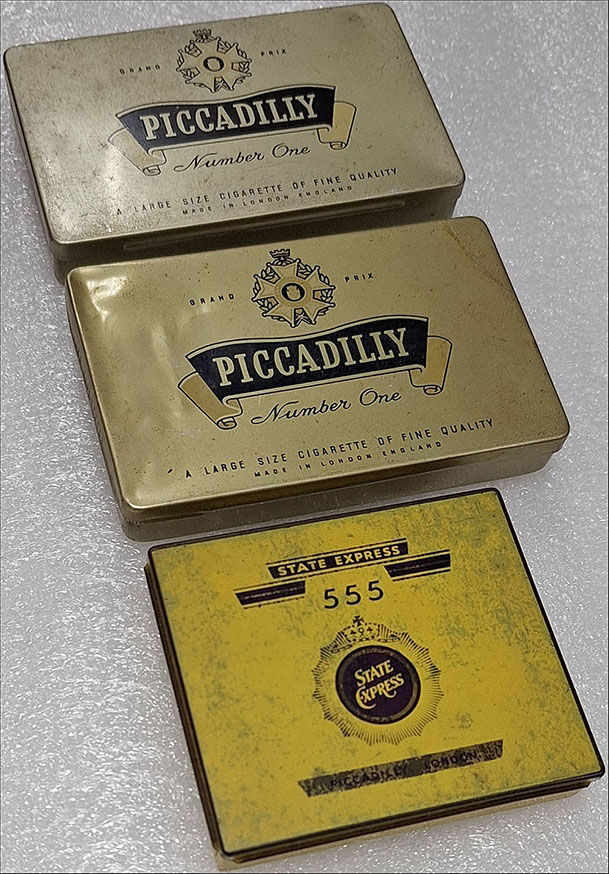 GRAND PRIX
PICCADILLY
Number One
A LARGE SIZE CIGARETTE OF FINE QUALITY
MADE IN LONDON ENGLAND
GRAND PRIX
PICCADILLY
Number One
A LARGE SIZE CIGARETTE OF FINE QUALITY
MADE IN LONDON ENGLAND
STATE EXPRESS
555
STATE
EXPRESS
PICCADILLY LONDON